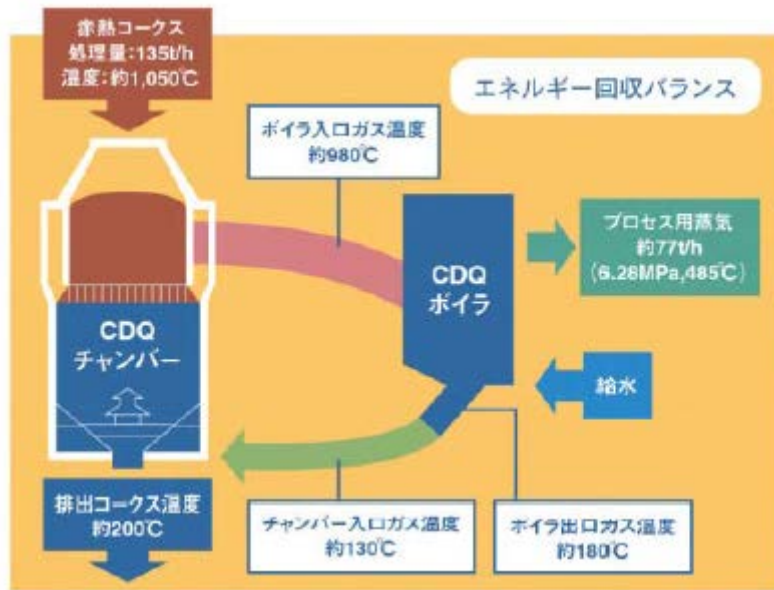 赤熱コークス
処理量:135t/h
温度:約1,050℃
エネルギー回収バランス
ボイラ入口ガス温度
約980℃
プロセス用蒸気
約77t/h
(6.28MPa,485℃)
CDQ
ボイラ
CDQ
チャンバー
給水
排出コークス温度
約200℃
チャンバー入口ガス温度
約130℃
ボイラ出口ガス温度
約180℃